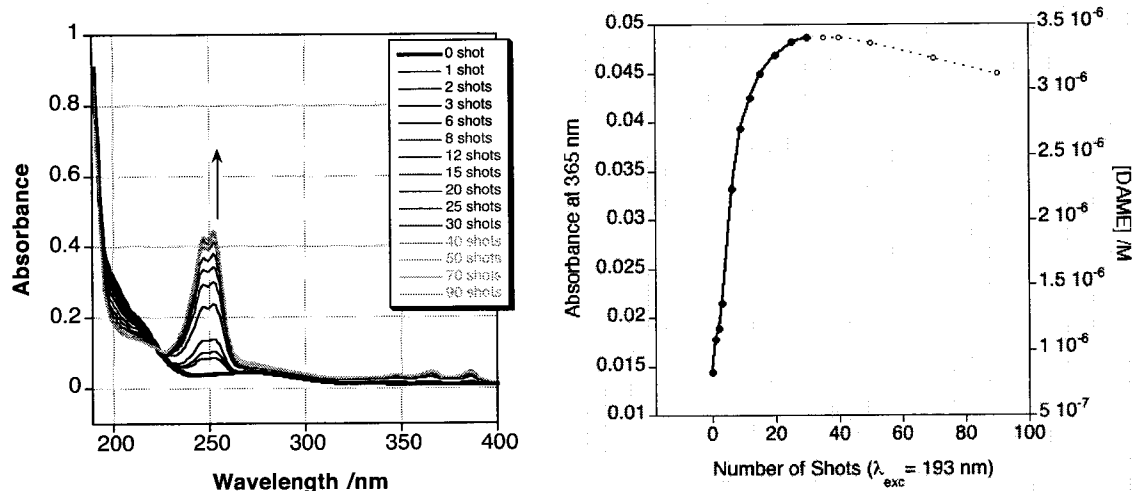 1
0.8
0.6
0.4
0.2
0
Absorbance
200
250
300
350
400
Wavelength /nm
0 shot
1 shot
2 shots
3 shots
6 shots
8 shots
12 shots
15 shots
20 shots
25 shots
30 shots
40 shots
50 shots
70 shots
90 shots
0.05
0.045
0.04
0.035
0.03
0.025
0.02
0.015
0.01
Absorbance at 365 nm
0
20
40
60
80
100
Number of Shots (λexc= 193 nm)
3.5 10-6
3 10-6
2.5 10-6
2 10-6
1.5 10-6
1 10-6
5 10-7
[DAME] /M